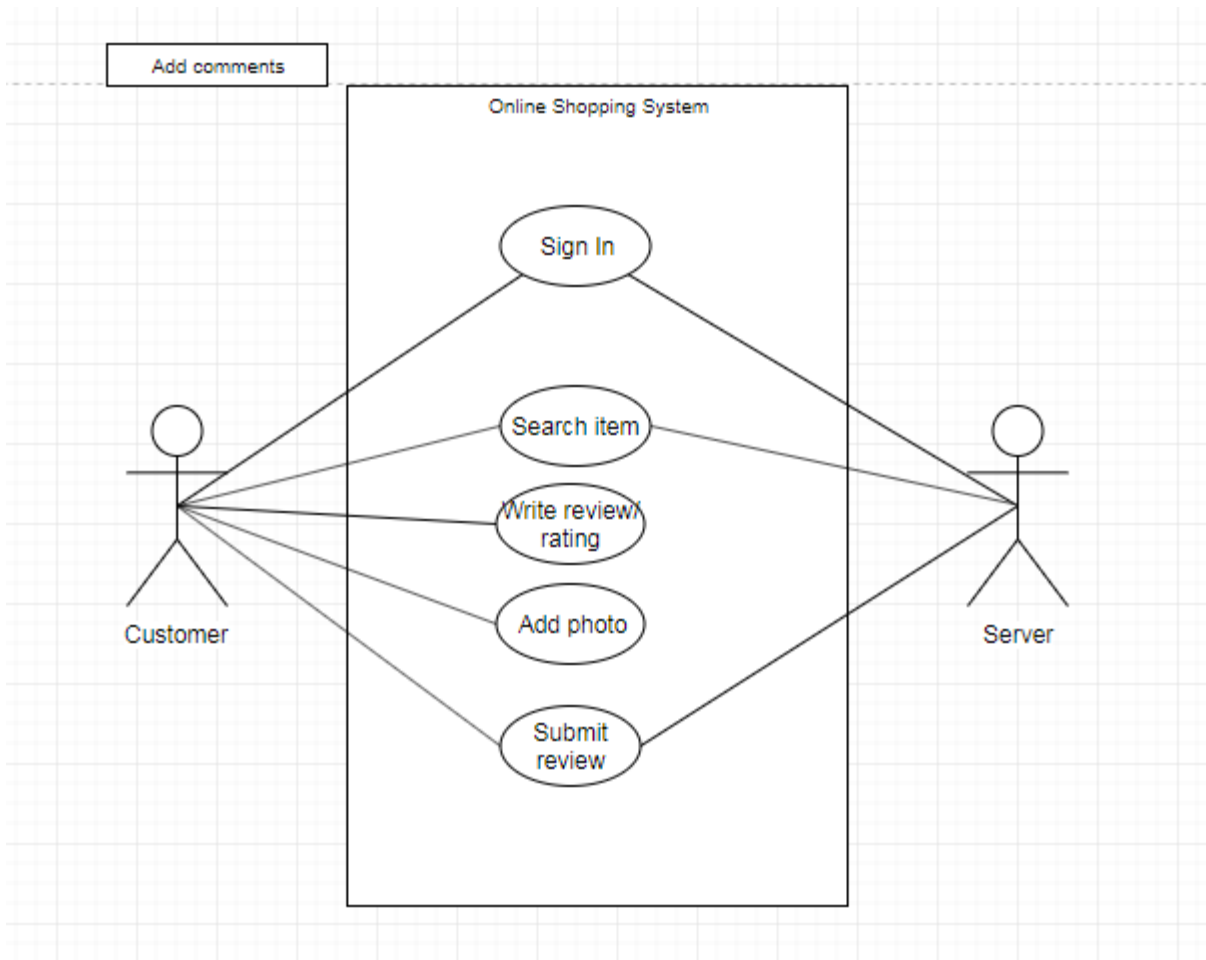 Add comments
Online Shopping System
Sign In
Search item
Write review/
rating
Add photo
Customer
Server
Submit
review